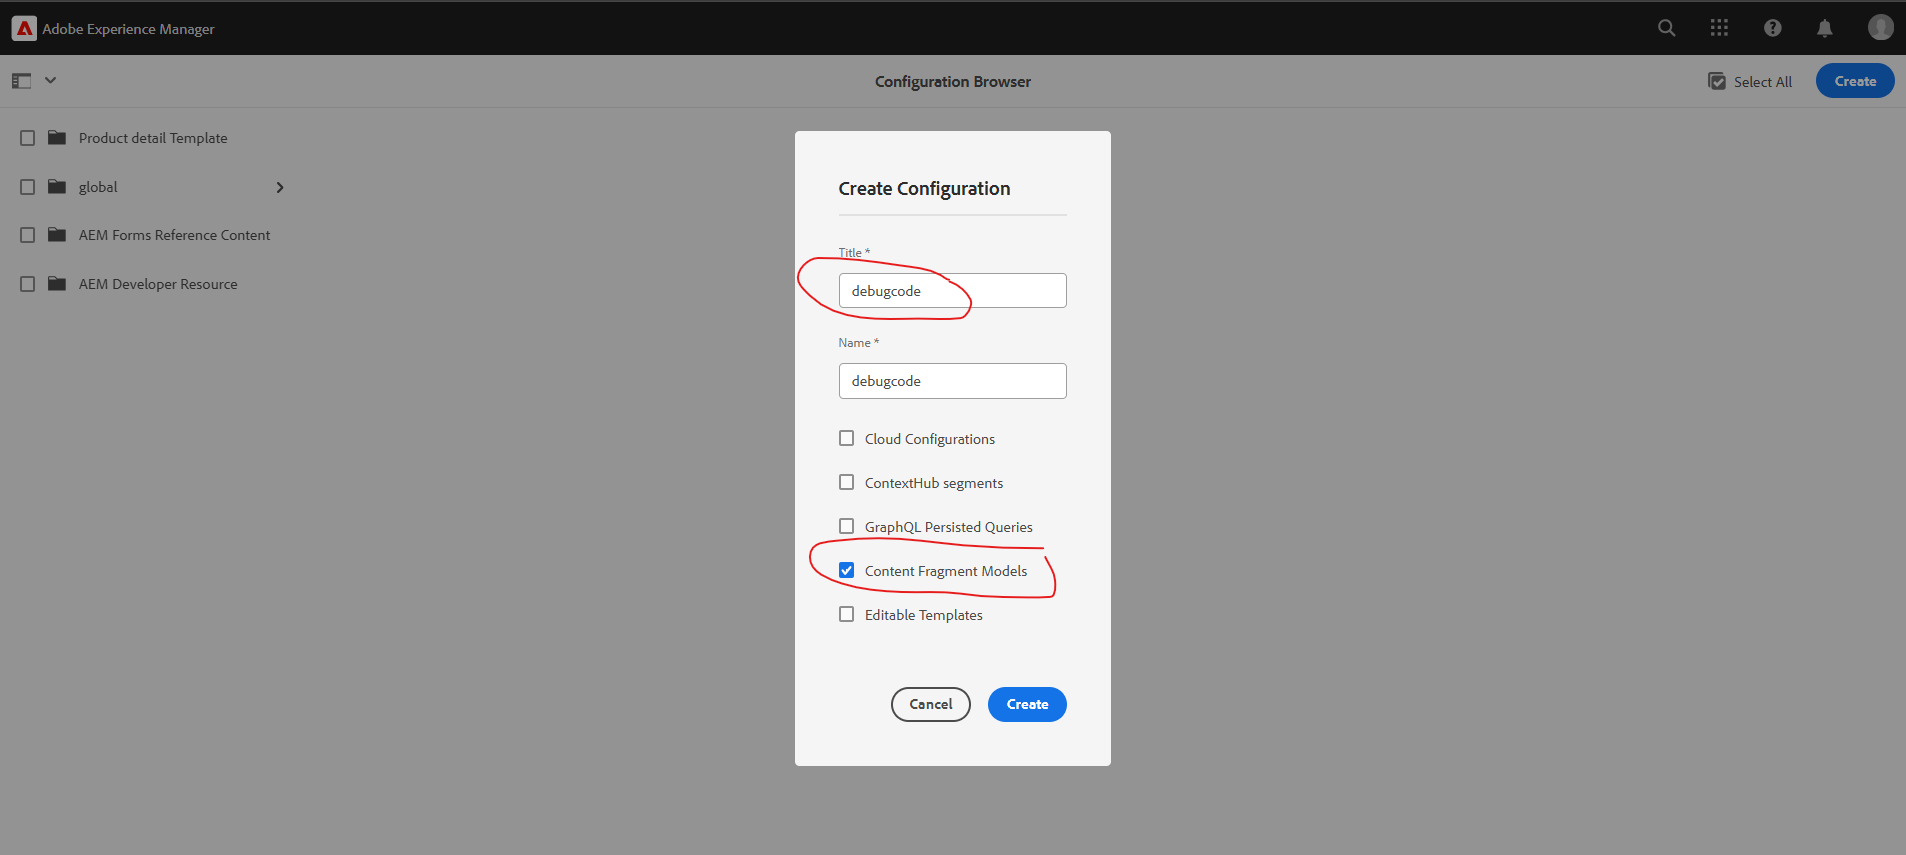 Adobe Experience Manager
Configuration Browser
Select All
Create
Product detail Template
global
AEM Forms Reference Content
AEM Developer Resource
Create Configuration
Title *
debugcode
Name *
debugcode
Cloud Configurations
ContextHub segments
GraphQL Persisted Queries
Content Fragment Models
Editable Templates
Cancel
Create